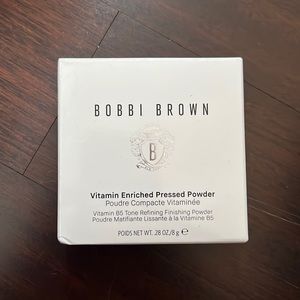 BOBBI BROWN
B
Vitamin Enriched Pressed Powder
Poudre Compacte Vitaminée
Vitamin B5 Tone Refining Finishing Powder
Poudre Matifiante Lissante à la Vitamine B5
POIDS NET WT. .28 OZ/8g ℮